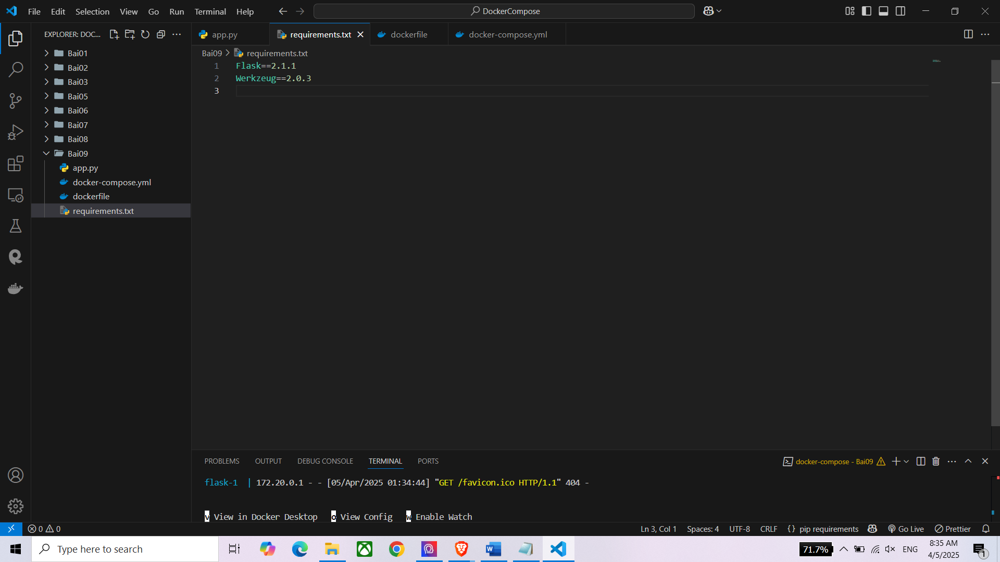 File Edit Selection View Go Run Terminal Help
DockerCompose
EXPLORER: DOC...
Bai01
Bai02
Bai03
Bai05
Bai06
Bai07
Bai08
Bai09
app.py
docker-compose.yml
dockerfile
requirements.txt
app.py requirements.txt dockerfile docker-compose.yml
Bai09 > requirements.txt
1 Flask==2.1.1
2 Werkzeug==2.0.3
3
PROBLEMS OUTPUT DEBUG CONSOLE TERMINAL PORTS
docker-compose - Bai09
flask-1 | 172.20.0.1 - - [05/Apr/2025 01:34:44] "GET /favicon.ico HTTP/1.1" 404 -
v View in Docker Desktop o View Config w Enable Watch
0 0
Ln 3, Col 1 Spaces: 4 UTF-8 CRLF {} pip requirements Go Live Prettier
Type here to search
71.7%
ENG
8:35 AM
4/5/2025
1